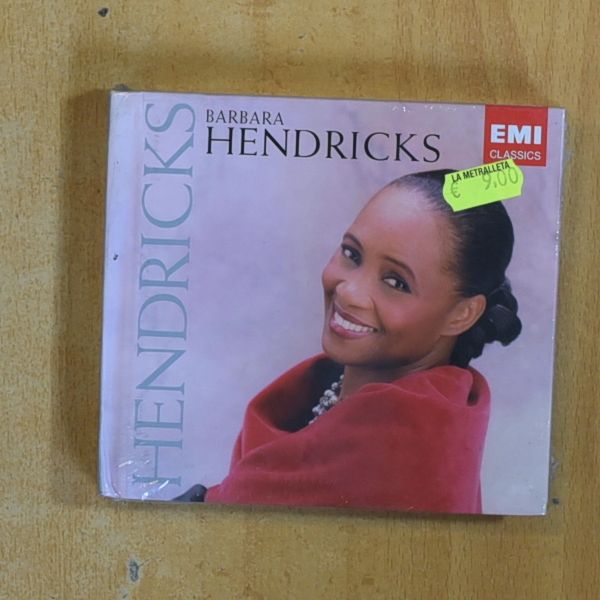 HENDRICKS
BARBARA
HENDRICKS
EMI
CLASSICS
LA METRALLETA
€ 9,00